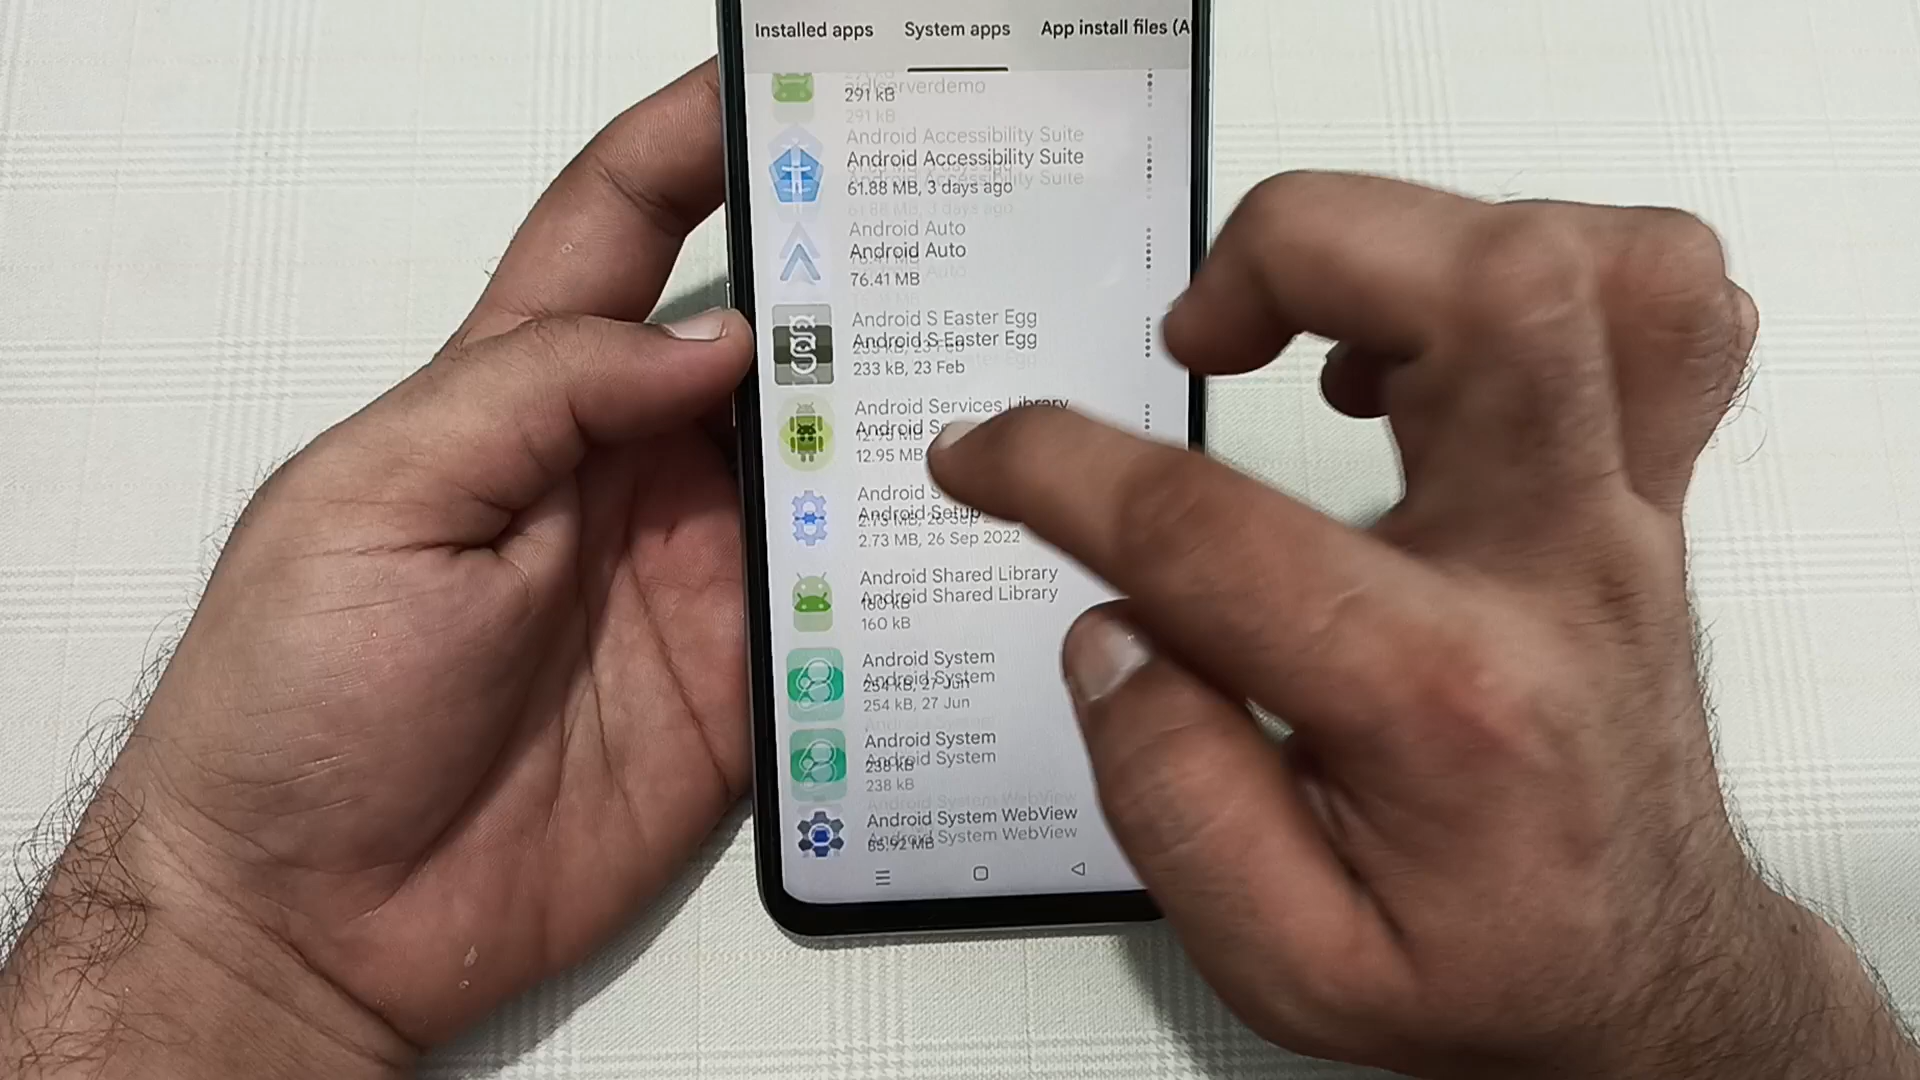 Installed apps System apps App install files (A
291 kB
Android Accessibility Suite
61.88 MB, 3 days ago
Android Auto
76.41 MB
Android S Easter Egg
233 kB, 23 Feb
Android Services Library
12.95 MB
Android Setup
2.73 MB, 26 Sep 2022
Android Shared Library
160 kB
Android System
254 kB, 27 Jun
Android System
238 kB
Android System WebView
65.92 MB